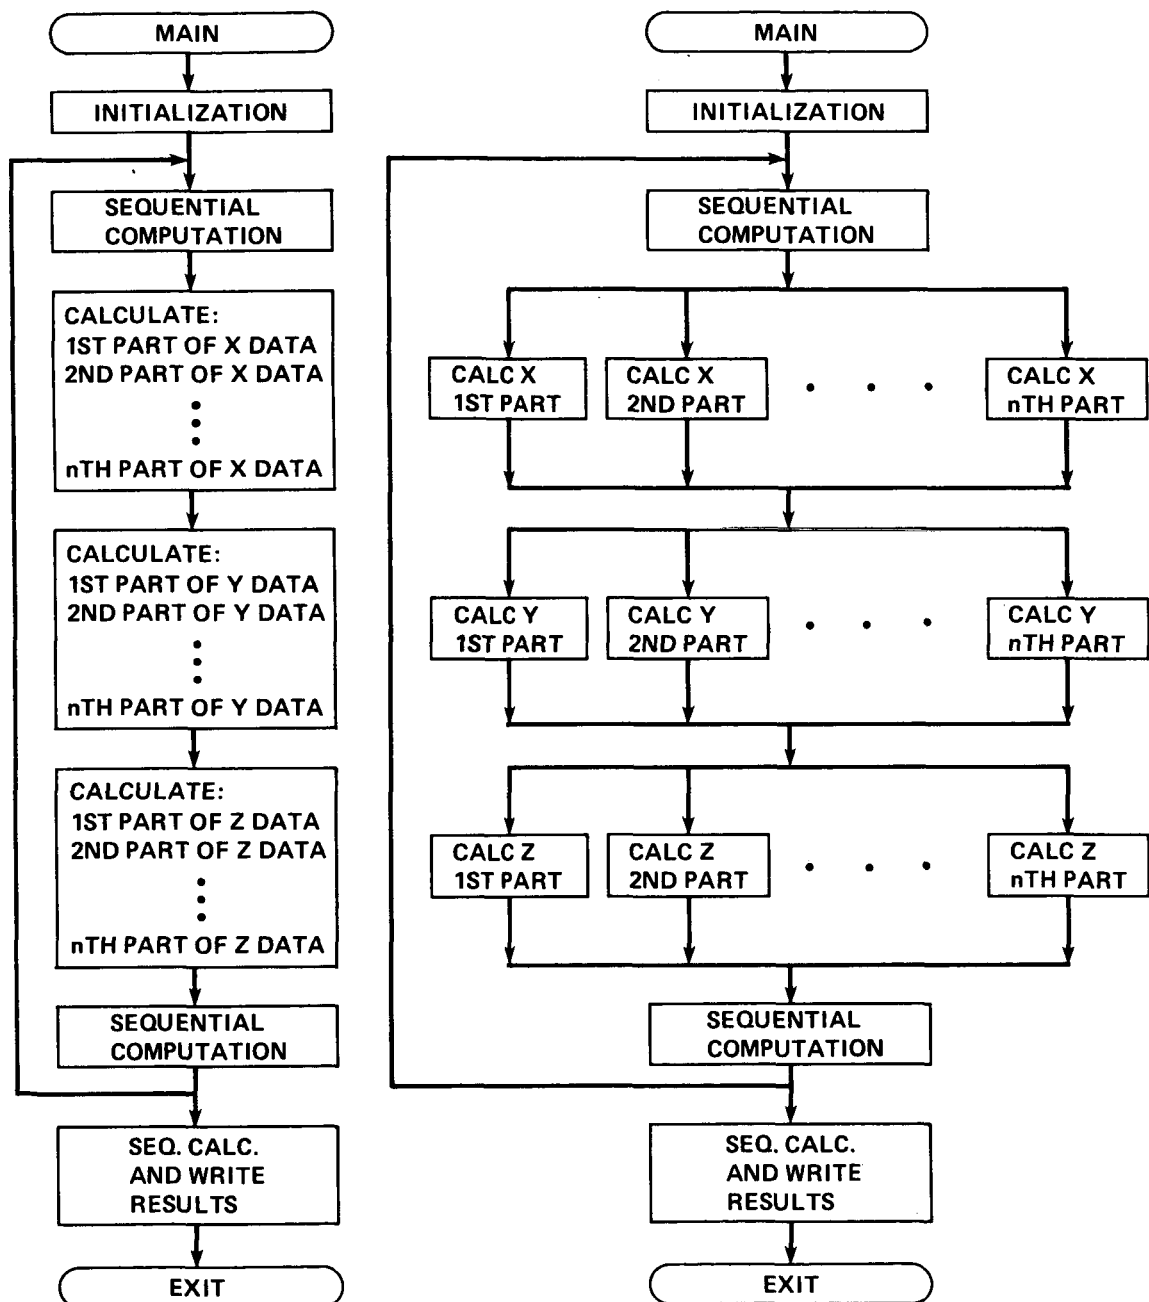 MAIN
INITIALIZATION
SEQUENTIAL
COMPUTATION
CALCULATE:
1ST PART OF X DATA
2ND PART OF X DATA
nTH PART OF X DATA
CALCULATE:
1ST PART OF Y DATA
2ND PART OF Y DATA
nTH PART OF Y DATA
CALCULATE:
1ST PART OF Z DATA
2ND PART OF Z DATA
nTH PART OF Z DATA
SEQUENTIAL
COMPUTATION
SEQ. CALC.
AND WRITE
RESULTS
EXIT
MAIN
INITIALIZATION
SEQUENTIAL
COMPUTATION
CALC X
1ST PART
CALC X
2ND PART
CALC X
nTH PART
CALC Y
1ST PART
CALC Y
2ND PART
CALC Y
nTH PART
CALC Z
1ST PART
CALC Z
2ND PART
CALC Z
nTH PART
SEQUENTIAL
COMPUTATION
SEQ. CALC.
AND WRITE
RESULTS
EXIT